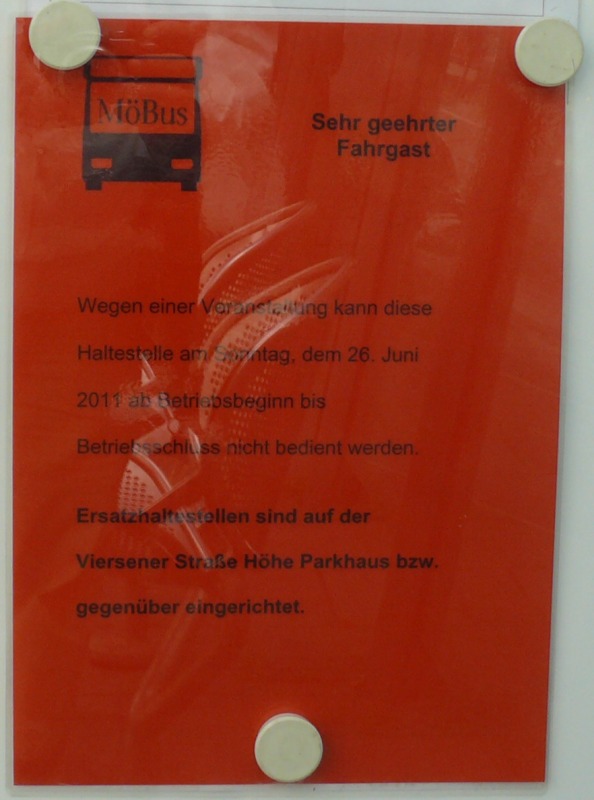 MöBus
Sehr geehrter
Fahrgast
Wegen einer Veranstaltung kann diese
Haltestelle am Sonntag, dem 26. Juni
2011 ab Betriebsbeginn bis
Betriebsschluss nicht bedient werden.
Ersatzhaltestellen sind auf der
Viersener Straße Höhe Parkhaus bzw.
gegenüber eingerichtet.